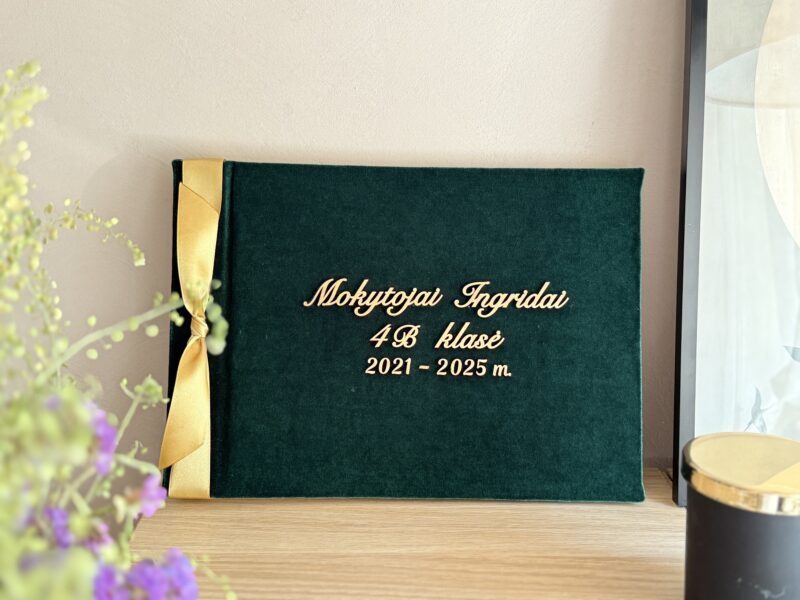 Mokytojai Ingridai
4B klasė
2021 - 2025 m.